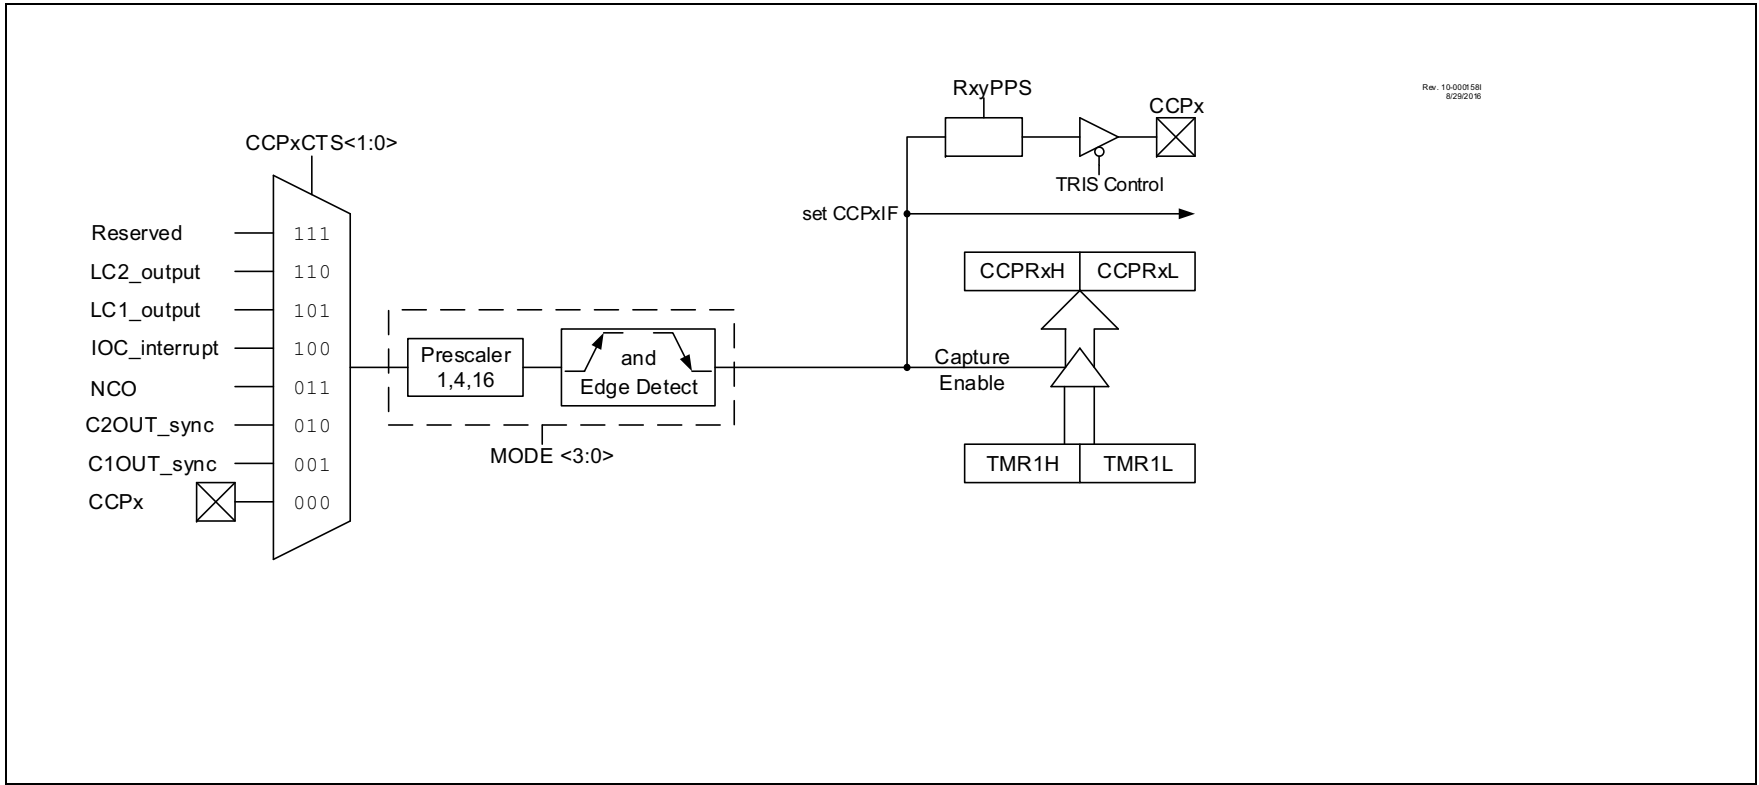 RxyPPS
Rev. 10-000158I
8/29/2016
CCPx
CCPxCTS<1:0>
TRIS Control
set CCPxIF
Reserved 111
LC2_output 110
LC1_output 101
IOC_interrupt 100
NCO 011
C2OUT_sync 010
C1OUT_sync 001
CCPx 000
CCPRxH CCPRxL
Prescaler
1,4,16
and
Edge Detect
Capture
Enable
MODE <3:0>
TMR1H TMR1L